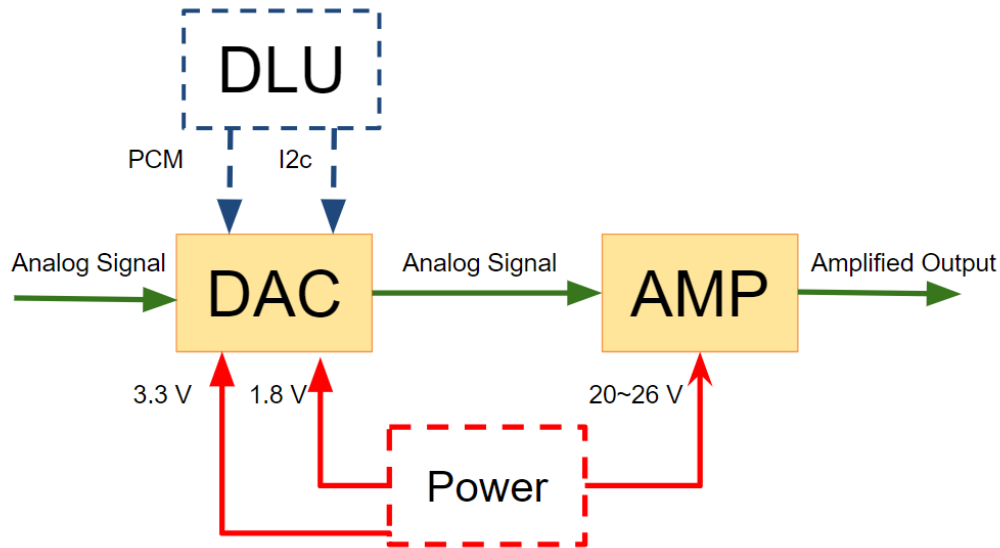 DLU
PCM
I2c
Analog Signal
DAC
Analog Signal
AMP
Amplified Output
3.3 V
1.8 V
20~26 V
Power